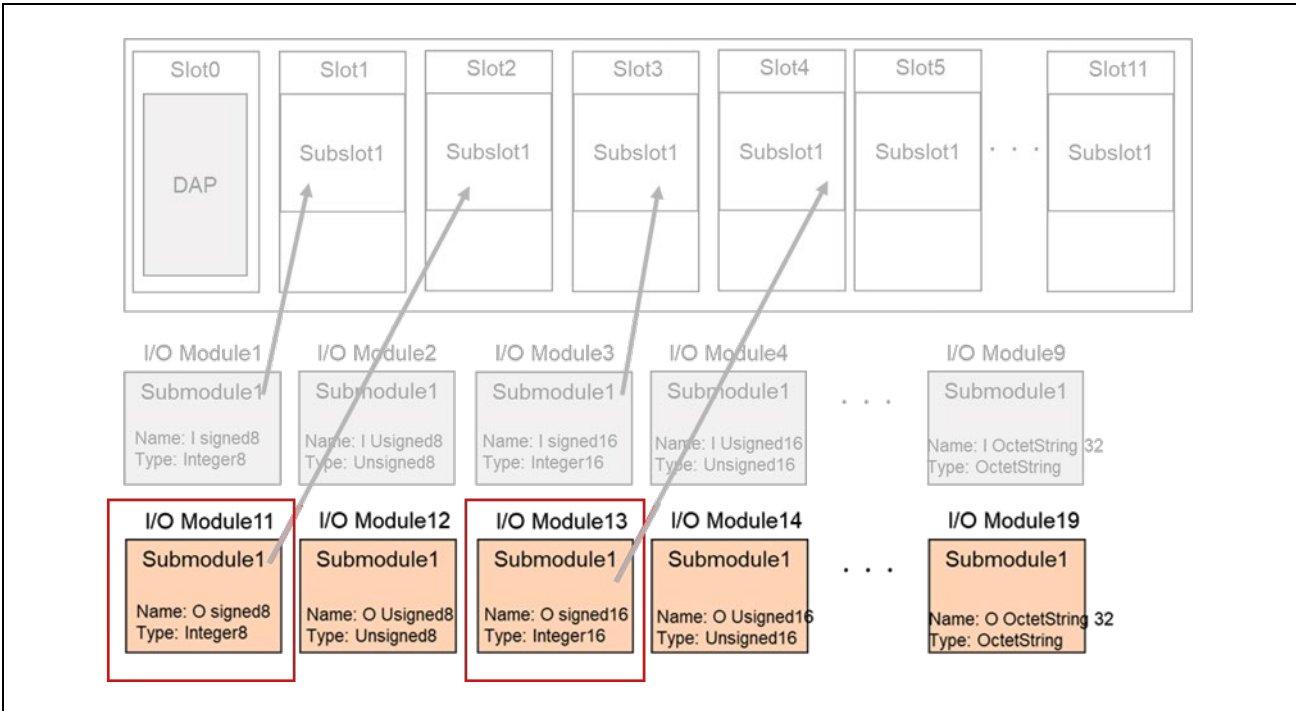 Slot0 Slot1 Slot2 Slot3 Slot4 Slot5 Slot11
DAP Subslot1 Subslot1 Subslot1 Subslot1 Subslot1 . . . Subslot1
I/O Module1 I/O Module2 I/O Module3 I/O Module4 I/O Module9
Submodule1 Submodule1 Submodule1 Submodule1 . . . Submodule1
Name: I signed8 Name: I Usigned8 Name: I signed16 Name: I Usigned16 Name: I OctetString 32
Type: Integer8 Type: Unsigned8 Type: Integer16 Type: Unsigned16 Type: OctetString
I/O Module11 I/O Module12 I/O Module13 I/O Module14 I/O Module19
Submodule1 Submodule1 Submodule1 Submodule1 . . . Submodule1
Name: O signed8 Name: O Usigned8 Name: O signed16 Name: O Usigned16 Name: O OctetString 32
Type: Integer8 Type: Unsigned8 Type: Integer16 Type: Unsigned16 Type: OctetString